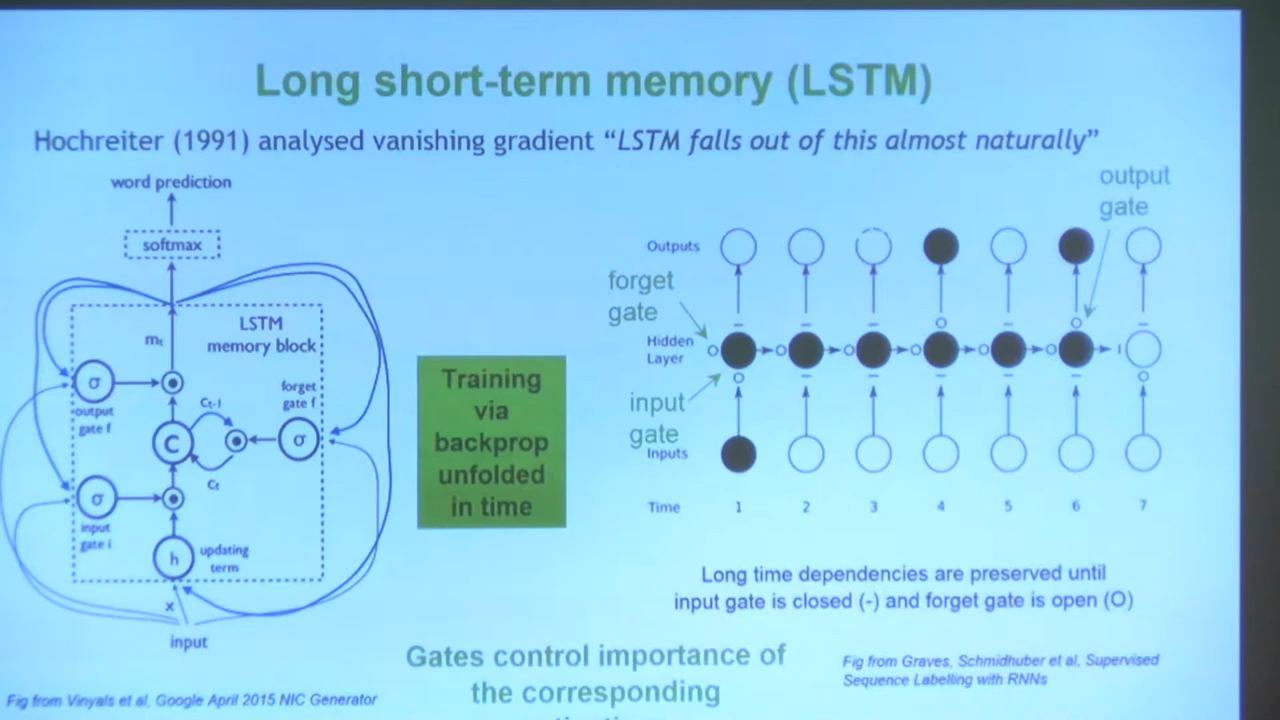 Long short-term memory (LSTM)
Hochreiter (1991) analysed vanishing gradient “LSTM falls out of this almost naturally”
word prediction
softmax
LSTM
memory block
mt
σ
output
gate f
Ct-1
forget
gate f
C
σ
Ct
σ
input
gate i
h
updating
term
x
input
Fig from Vinyals et al, Google April 2015 NIC Generator
Training
via
backprop
unfolded
in time
output
gate
Outputs
forget
gate
Hidden
Layer
input
gate
Inputs
Time 1 2 3 4 5 6 7
Long time dependencies are preserved until
input gate is closed (-) and forget gate is open (O)
Gates control importance of
the corresponding
Fig from Graves, Schmidhuber et al, Supervised
Sequence Labelling with RNNs